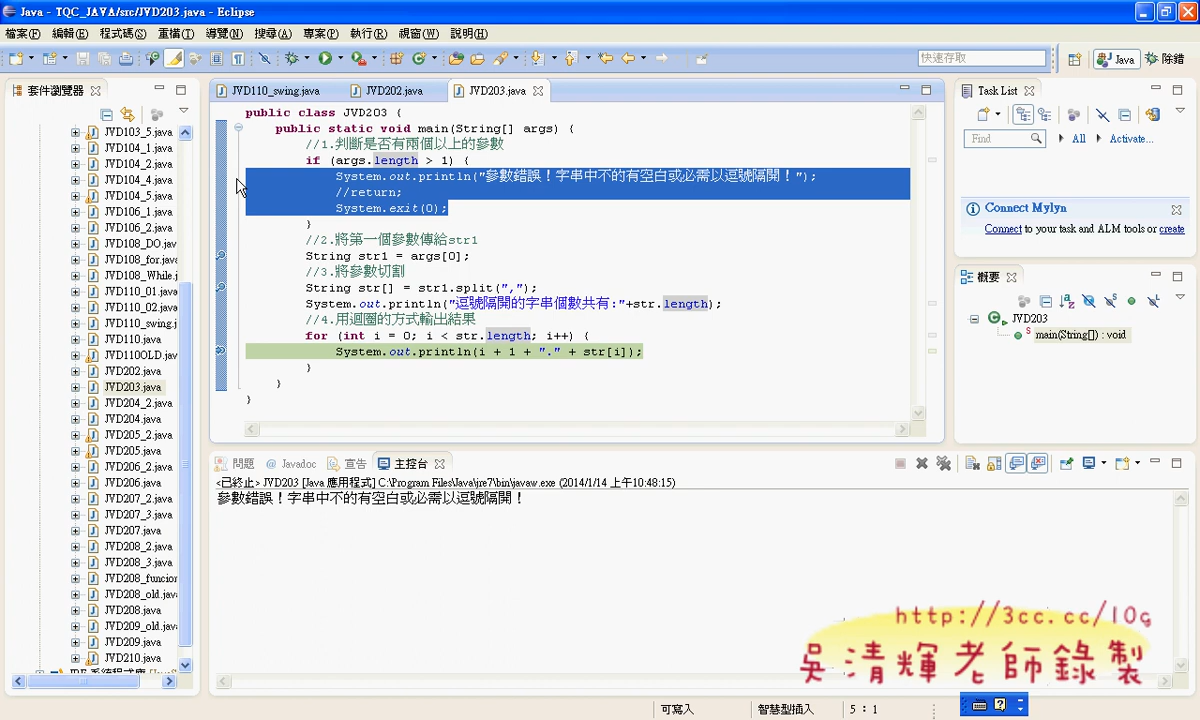 Java - TQC_JAVA/src/JVD203.java - Eclipse
檔案(F) 編輯(E) 程式碼(S) 重構(T) 導覽(N) 搜尋(A) 專案(P) 執行(R) 視窗(W) 說明(H)
快速存取
Java
除錯
套件瀏覽器
JVD103_5.java
JVD104_1.java
JVD104_2.java
JVD104_4.java
JVD104_5.java
JVD106_1.java
JVD106_2.java
JVD108_DO.jav
JVD108_for.java
JVD108_While.j
JVD110_01.java
JVD110_02.java
JVD110_swing.j
JVD110.java
JVD110OLD.jav
JVD202.java
JVD203.java
JVD204_2.java
JVD204.java
JVD205_2.java
JVD205.java
JVD206_2.java
JVD206.java
JVD207_2.java
JVD207_3.java
JVD207.java
JVD208_2.java
JVD208_3.java
JVD208_funcion
JVD208_old.java
JVD208.java
JVD209_old.java
JVD209.java
JVD210.java
JVD110_swing.java
JVD202.java
JVD203.java
public class JVD203 {
public static void main(String[] args) {
//1.判斷是否有兩個以上的參數
if (args.length > 1) {
System.out.println("參數錯誤！字串中不的有空白或必需以逗號隔開！");
//return;
System.exit(0);
}
//2.將第一個參數傳給str1
String str1 = args[0];
//3.將參數切割
String str[] = str1.split(",");
System.out.println("逗號隔開的字串個數共有:"+str.length);
//4.用迴圈的方式輸出結果
for (int i = 0; i < str.length; i++) {
System.out.println(i + 1 + "." + str[i]);
}
}
}
Task List
Find
All
Activate...
Connect Mylyn
Connect to your task and ALM tools or create
概要
JVD203
main(String[]) : void
問題
@ Javadoc
宣告
主控台
<已終止> JVD203 [Java 應用程式] C:\Program Files\Java\jre7\bin\javaw.exe (2014/1/14 上午10:48:15)
參數錯誤！字串中不的有空白或必需以逗號隔開！
http://3cc.cc/10g
吳清輝老師錄製
可寫入
智慧型插入
5 : 1